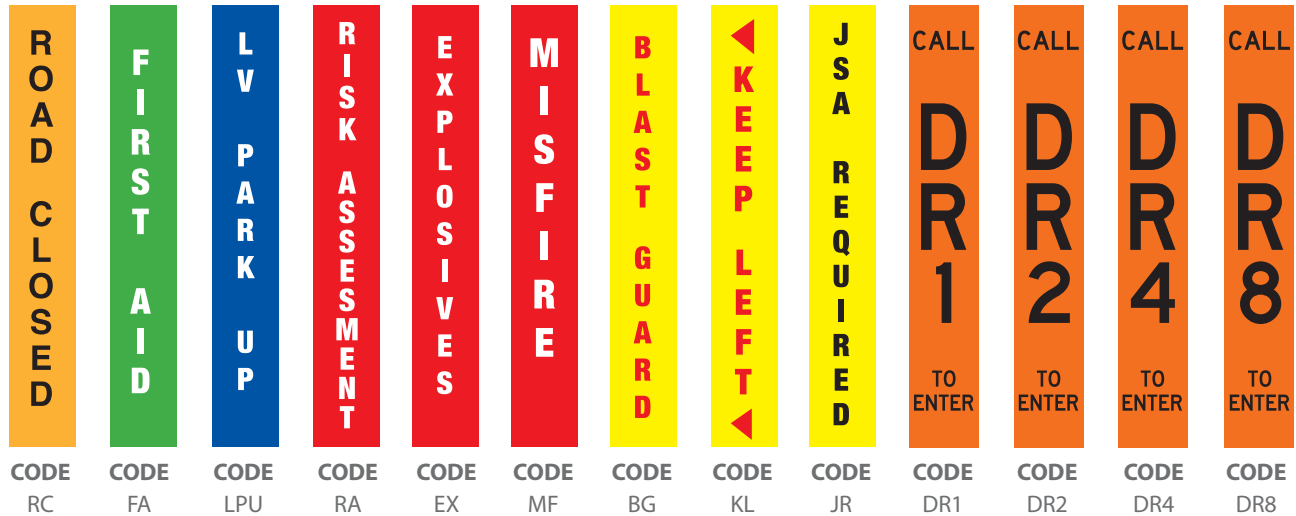 ROAD CLOSED
CODE
RC
FIRST AID
CODE
FA
LV PARK UP
CODE
LPU
RISK ASSESMENT
CODE
RA
EXPLOSIVES
CODE
EX
MISFIRE
CODE
MF
BLAST GUARD
CODE
BG
KEEP LEFT
CODE
KL
JSA REQUIRED
CODE
JR
CALL
DR1
TO
ENTER
CODE
DR1
CALL
DR2
TO
ENTER
CODE
DR2
CALL
DR4
TO
ENTER
CODE
DR4
CALL
DR8
TO
ENTER
CODE
DR8